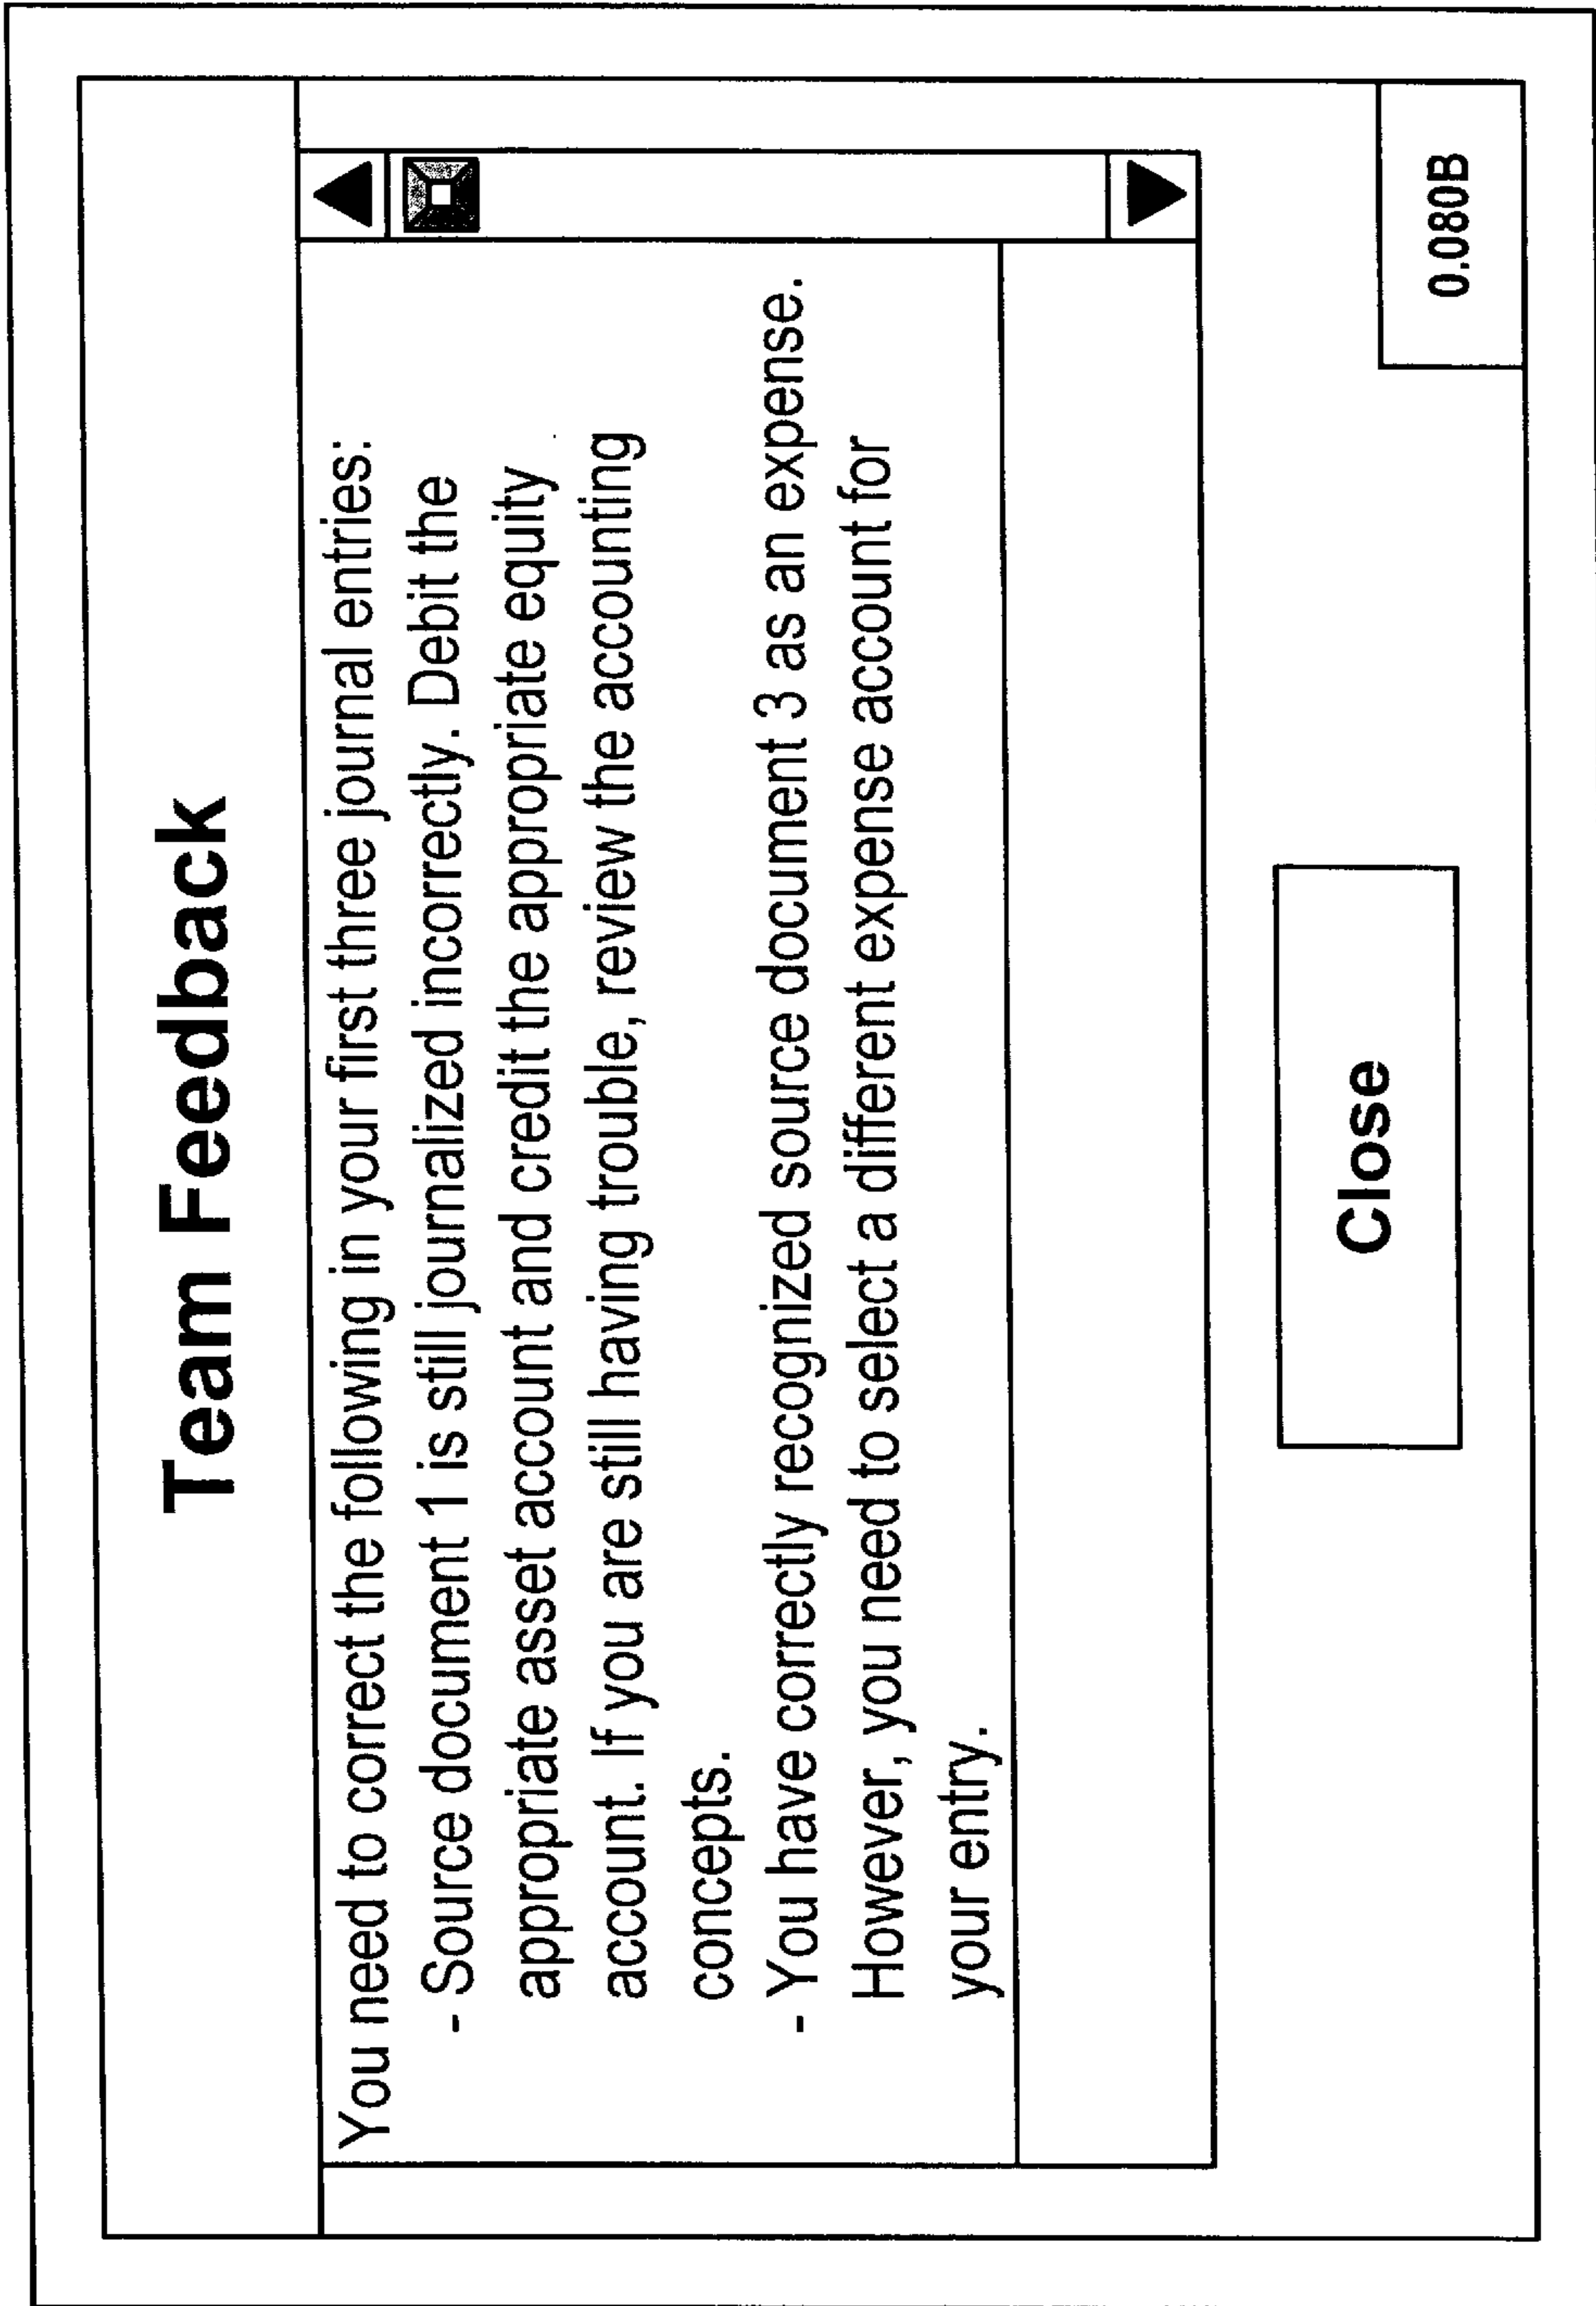 Team Feedback
You need to correct the following in your first three journal entries:
- Source document 1 is still journalized incorrectly. Debit the
appropriate asset account and credit the appropriate equity
account. If you are still having trouble, review the accounting
concepts.
- You have correctly recognized source document 3 as an expense.
However, you need to select a different expense account for
your entry.
Close
0.080B